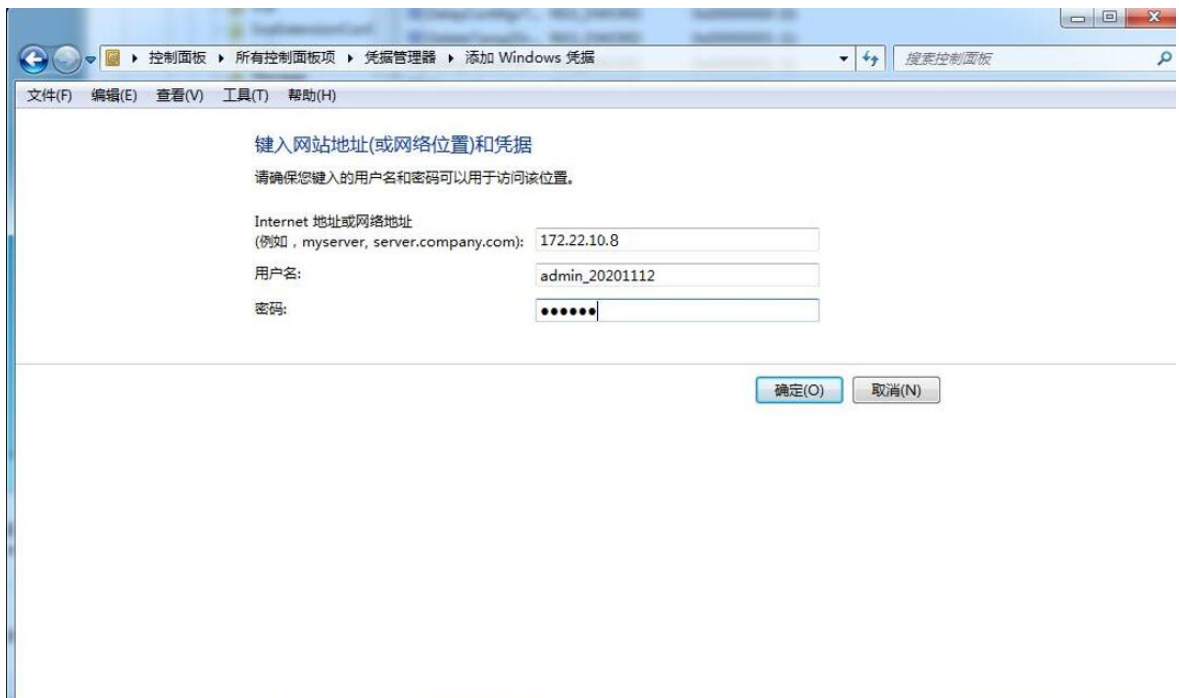 控制面板 ▸ 所有控制面板项 ▸ 凭据管理器 ▸ 添加 Windows 凭据
搜索控制面板
文件(F) 编辑(E) 查看(V) 工具(T) 帮助(H)
键入网站地址(或网络位置)和凭据
请确保您键入的用户名和密码可以用于访问该位置。
Internet 地址或网络地址
(例如，myserver, server.company.com): 172.22.10.8
用户名: admin_20201112
密码: ●●●●●●
确定(O) 取消(N)